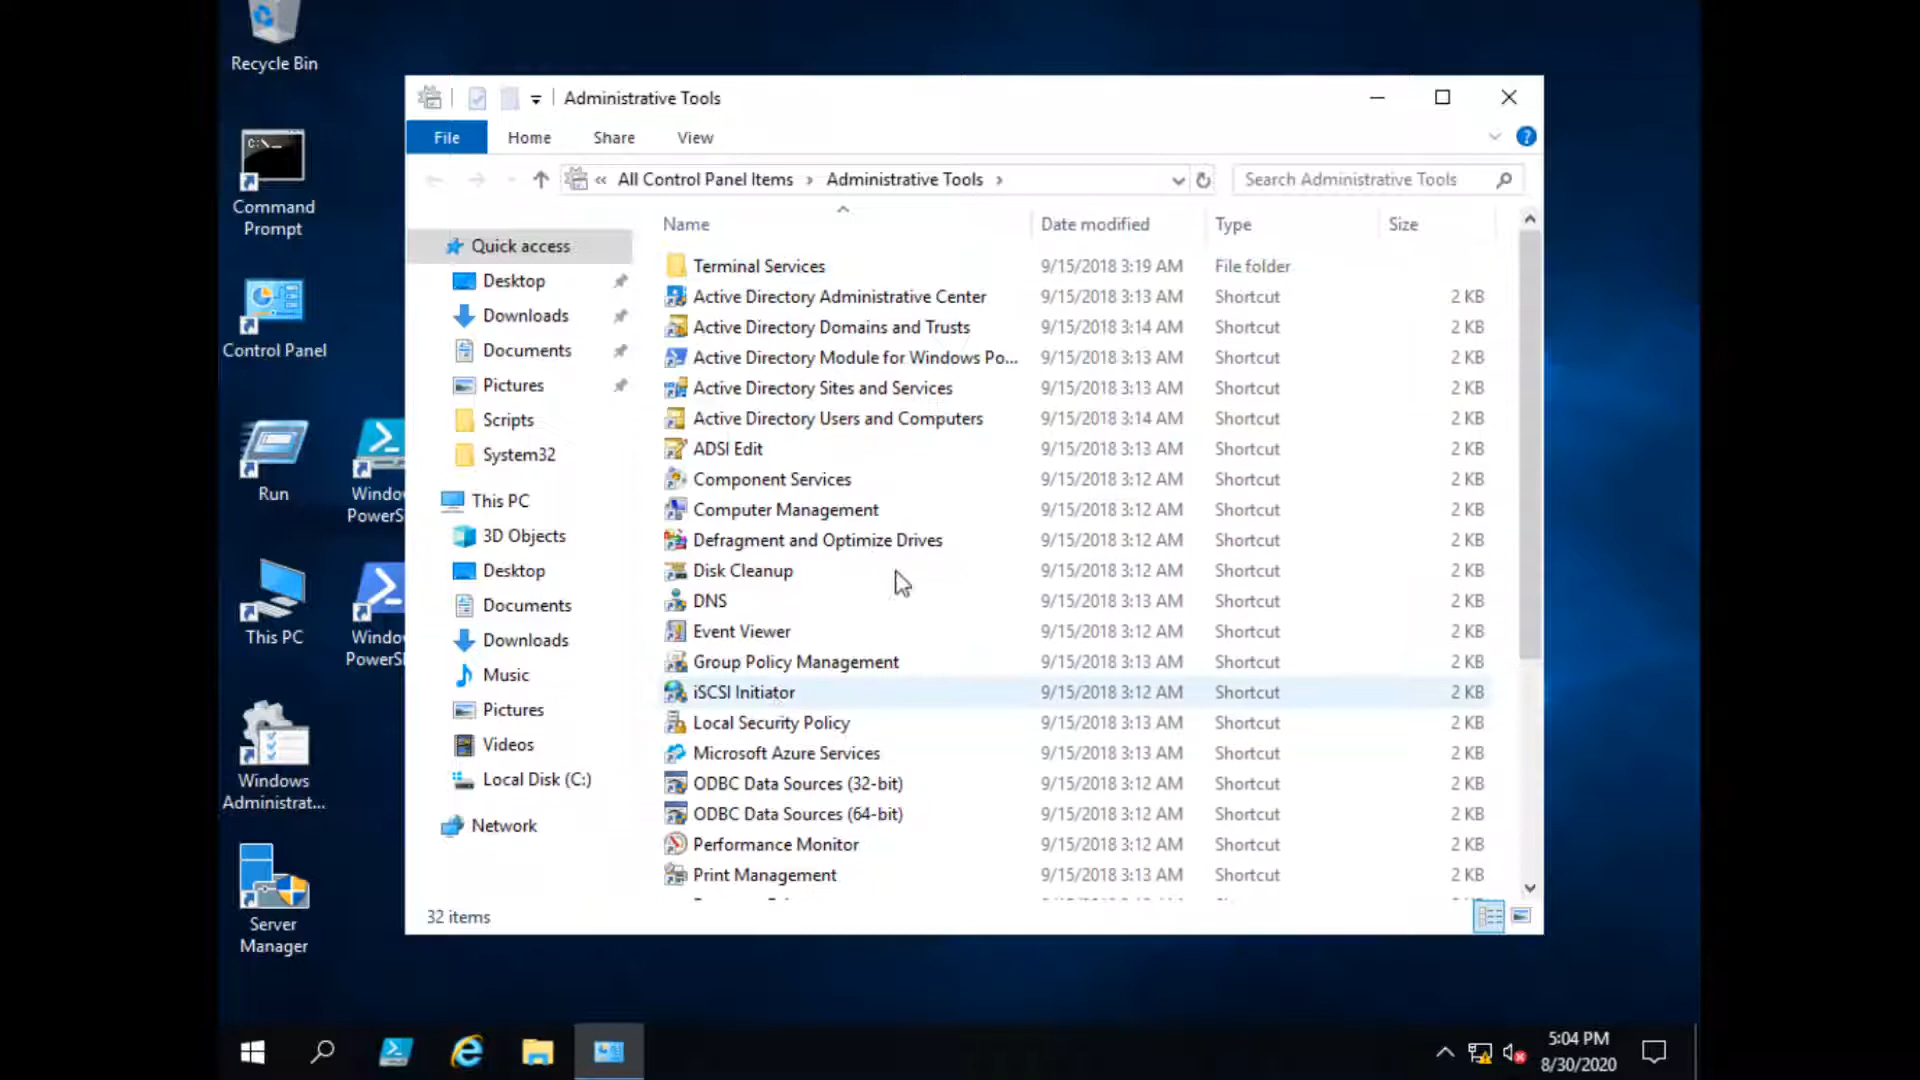 Recycle Bin
Command
Prompt
Control Panel
Run
Window
PowerS
This PC
Window
PowerS
Windows
Administrat...
Server
Manager
Administrative Tools
File Home Share View
« All Control Panel Items › Administrative Tools ›
Search Administrative Tools
Quick access
Desktop
Downloads
Documents
Pictures
Scripts
System32
This PC
3D Objects
Desktop
Documents
Downloads
Music
Pictures
Videos
Local Disk (C:)
Network
Name Date modified Type Size
Terminal Services 9/15/2018 3:19 AM File folder
Active Directory Administrative Center 9/15/2018 3:13 AM Shortcut 2 KB
Active Directory Domains and Trusts 9/15/2018 3:14 AM Shortcut 2 KB
Active Directory Module for Windows Po... 9/15/2018 3:13 AM Shortcut 2 KB
Active Directory Sites and Services 9/15/2018 3:13 AM Shortcut 2 KB
Active Directory Users and Computers 9/15/2018 3:14 AM Shortcut 2 KB
ADSI Edit 9/15/2018 3:13 AM Shortcut 2 KB
Component Services 9/15/2018 3:12 AM Shortcut 2 KB
Computer Management 9/15/2018 3:12 AM Shortcut 2 KB
Defragment and Optimize Drives 9/15/2018 3:12 AM Shortcut 2 KB
Disk Cleanup 9/15/2018 3:12 AM Shortcut 2 KB
DNS 9/15/2018 3:13 AM Shortcut 2 KB
Event Viewer 9/15/2018 3:12 AM Shortcut 2 KB
Group Policy Management 9/15/2018 3:13 AM Shortcut 2 KB
iSCSI Initiator 9/15/2018 3:12 AM Shortcut 2 KB
Local Security Policy 9/15/2018 3:13 AM Shortcut 2 KB
Microsoft Azure Services 9/15/2018 3:13 AM Shortcut 2 KB
ODBC Data Sources (32-bit) 9/15/2018 3:12 AM Shortcut 2 KB
ODBC Data Sources (64-bit) 9/15/2018 3:12 AM Shortcut 2 KB
Performance Monitor 9/15/2018 3:12 AM Shortcut 2 KB
Print Management 9/15/2018 3:13 AM Shortcut 2 KB
32 items
5:04 PM
8/30/2020